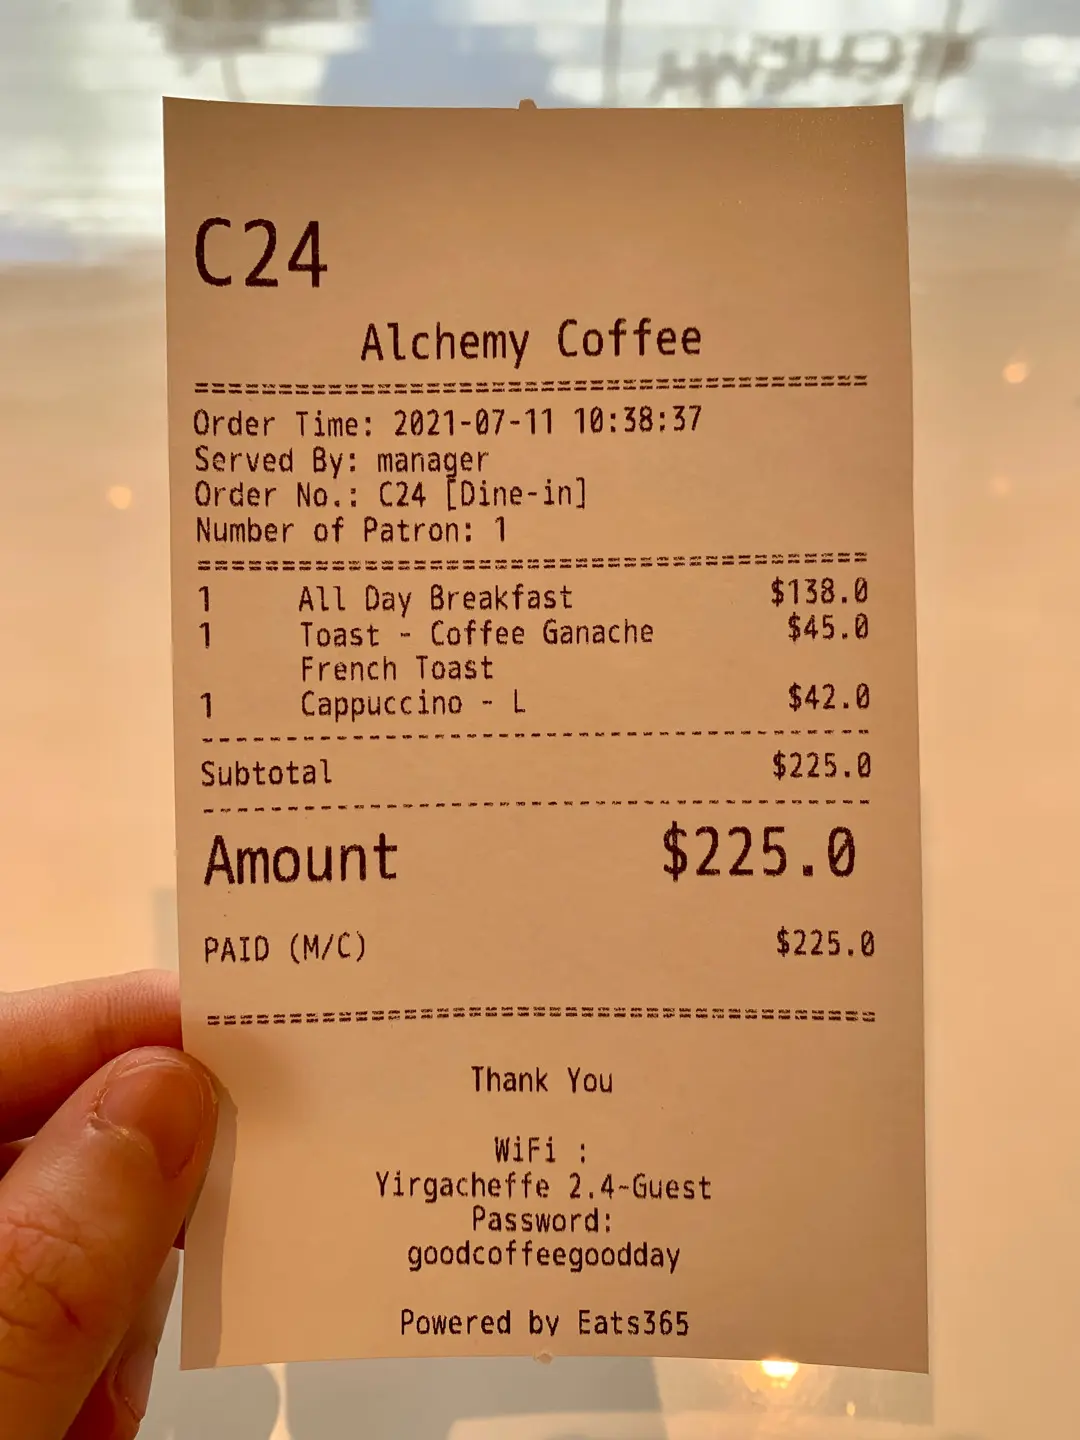 C24
Alchemy Coffee
Order Time: 2021-07-11 10:38:37
Served By: manager
Order No.: C24 [Dine-in]
Number of Patron: 1
1 All Day Breakfast $138.0
1 Toast - Coffee Ganache $45.0
French Toast
1 Cappuccino - L $42.0
Subtotal $225.0
Amount $225.0
PAID (M/C) $225.0
Thank You
WiFi :
Yirgacheffe 2.4-Guest
Password:
goodcoffeegoodday
Powered by Eats365